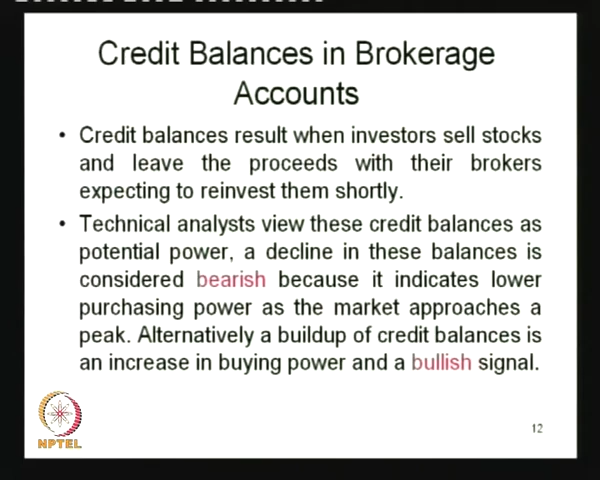 Credit Balances in Brokerage
Accounts
• Credit balances result when investors sell stocks
and leave the proceeds with their brokers
expecting to reinvest them shortly.
• Technical analysts view these credit balances as
potential power, a decline in these balances is
considered bearish because it indicates lower
purchasing power as the market approaches a
peak. Alternatively a buildup of credit balances is
an increase in buying power and a bullish signal.
NPTEL
12